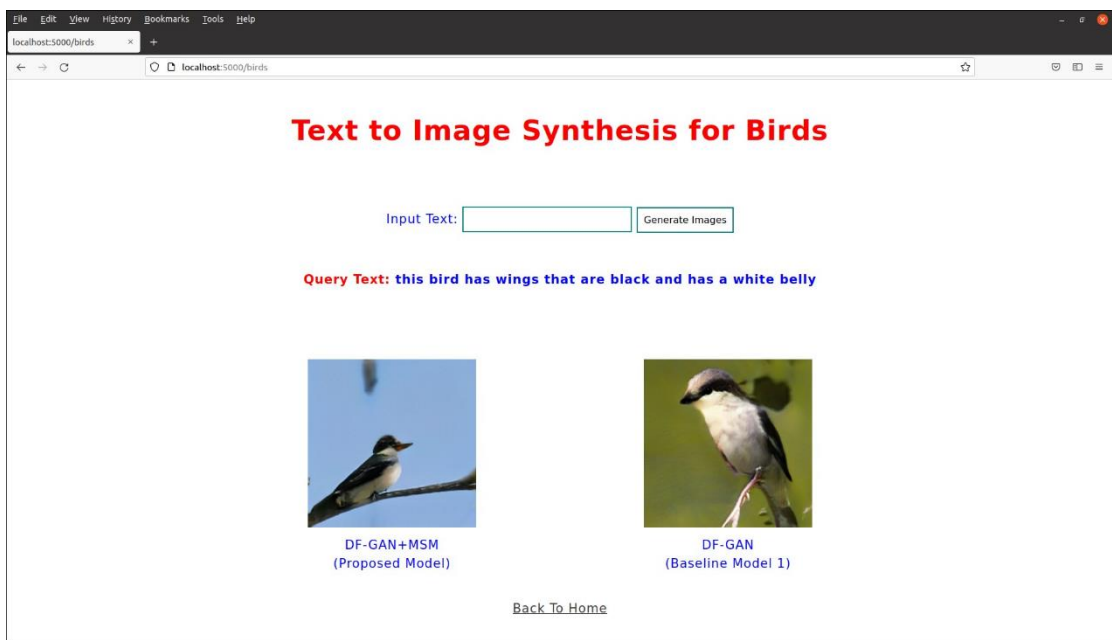 File Edit View History Bookmarks Tools Help
localhost:5000/birds × +
localhost:5000/birds
Text to Image Synthesis for Birds
Input Text: Generate Images
Query Text: this bird has wings that are black and has a white belly
DF-GAN+MSM
(Proposed Model)
DF-GAN
(Baseline Model 1)
Back To Home